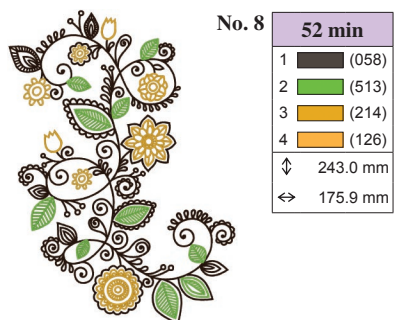 No. 8
52 min
1 (058)
2 (513)
3 (214)
4 (126)
243.0 mm
175.9 mm